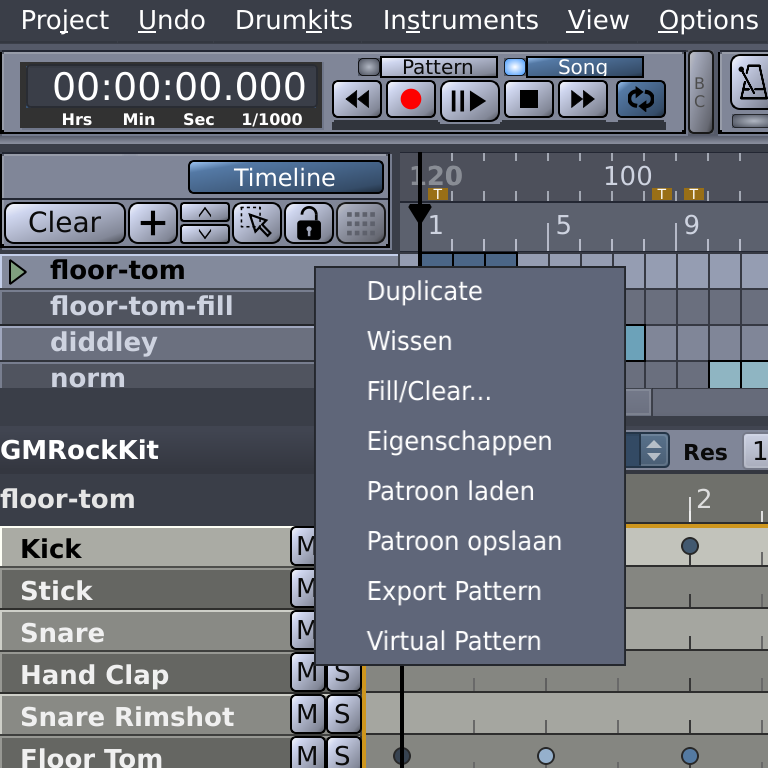 Project Undo Drumkits Instruments View Options
00:00:00.000
Hrs Min Sec 1/1000
Pattern Song
B
C
Timeline
120 100
T T T
Clear
1 5 9
floor-tom
floor-tom-fill
diddley
norm
Duplicate
Wissen
Fill/Clear...
Eigenschappen
Patroon laden
Patroon opslaan
Export Pattern
Virtual Pattern
GMRockKit
Res 1
floor-tom
2
Kick M
Stick M
Snare M
Hand Clap M S
Snare Rimshot M S
Floor Tom M S